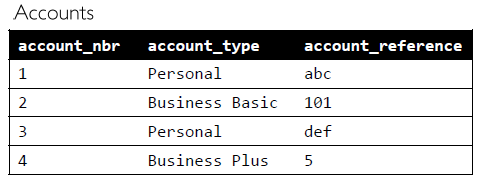 Accounts
account_nbr account_type account_reference
1 Personal abc
2 Business Basic 101
3 Personal def
4 Business Plus 5